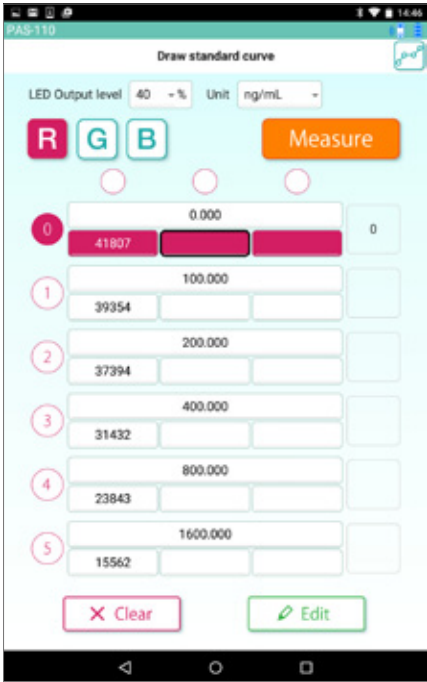 14:46
PAS-110
Draw standard curve
LED Output level 40 % Unit ng/mL
R G B Measure
0.000
0 41807 0
100.000
1 39354
200.000
2 37394
400.000
3 31432
800.000
4 23843
1600.000
5 15562
Clear Edit